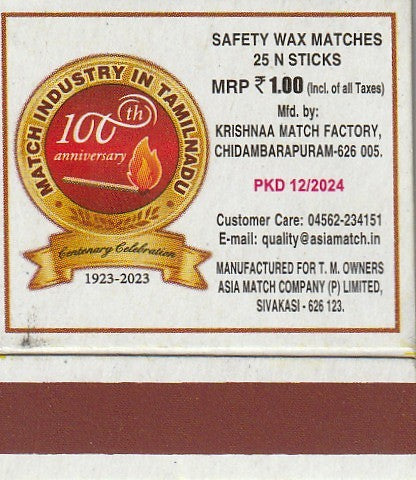 MATCH INDUSTRY IN TAMILNADU
100th
anniversary
Centenary Celebration
1923-2023
SAFETY WAX MATCHES
25 N STICKS
MRP ₹ 1.00 (Incl. of all Taxes)
Mfd. by:
KRISHNAA MATCH FACTORY,
CHIDAMBARAPURAM-626 005.
PKD 12/2024
Customer Care: 04562-234151
E-mail: quality@asiamatch.in
MANUFACTURED FOR T. M. OWNERS
ASIA MATCH COMPANY (P) LIMITED,
SIVAKASI - 626 123.